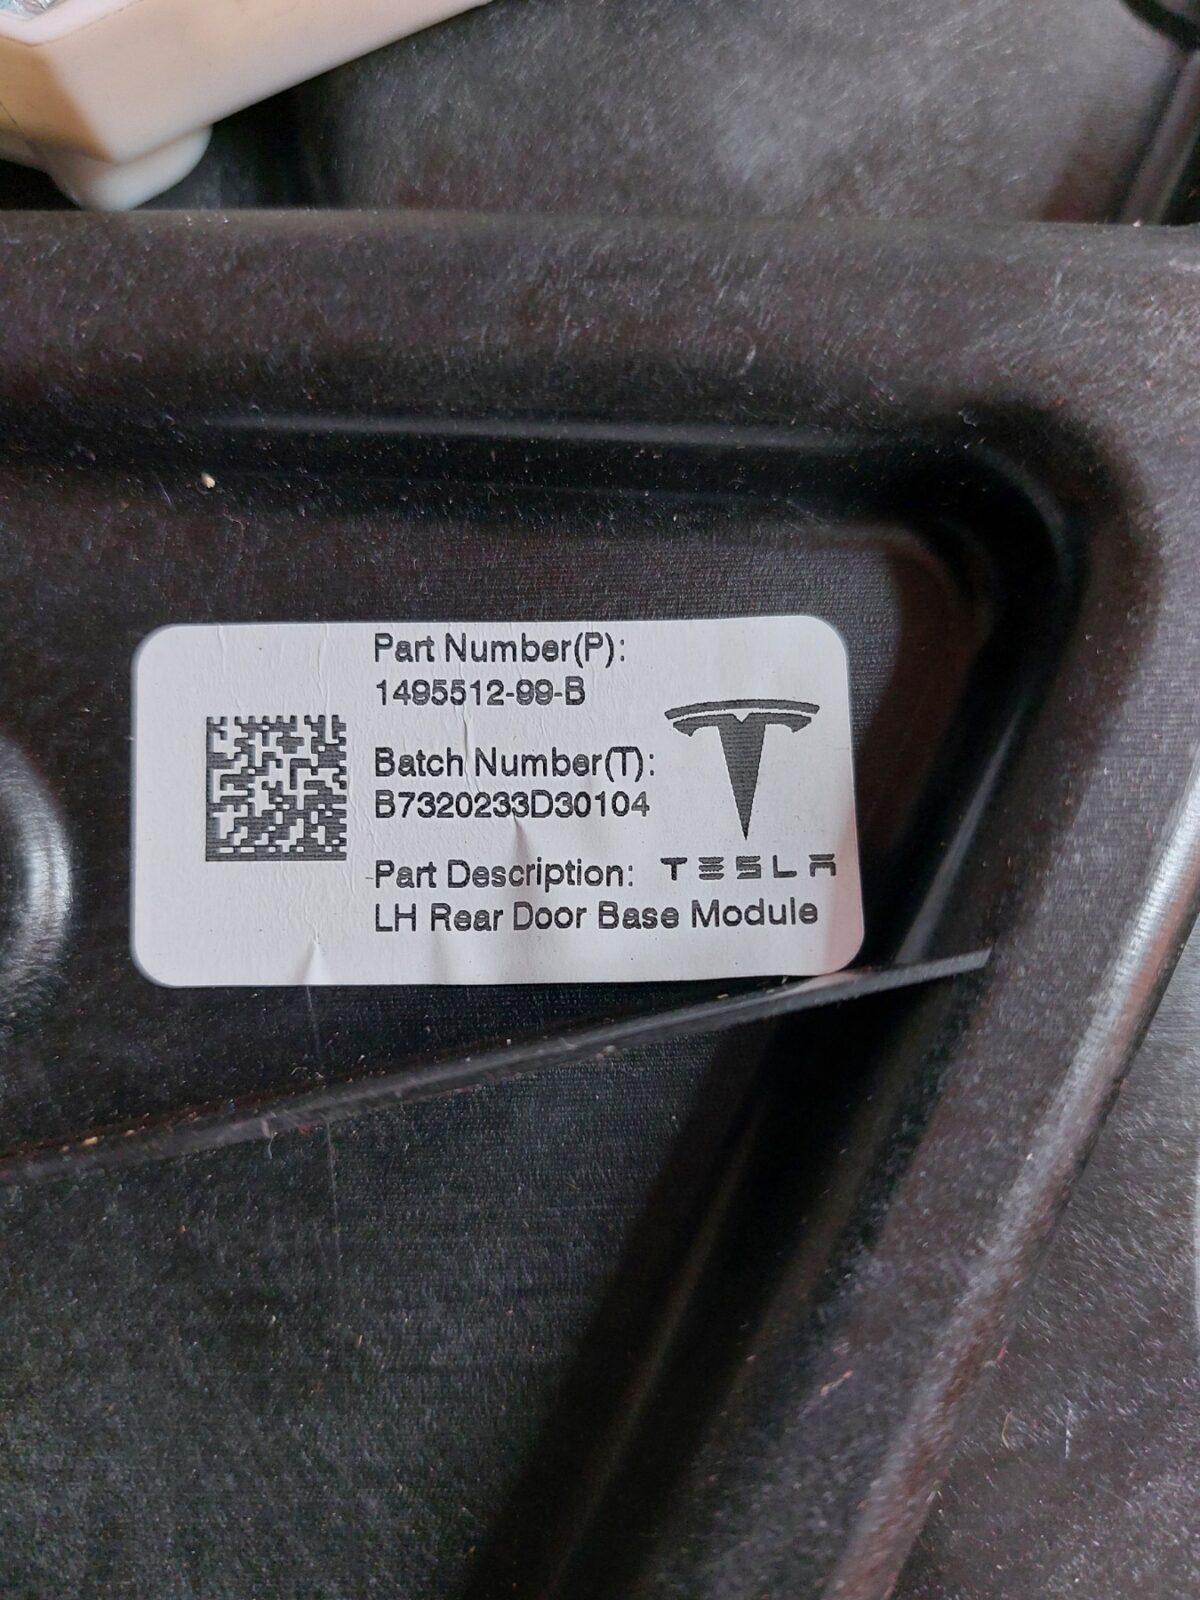 Part Number(P):
1495512-99-B
Batch Number(T):
B7320233D30104
Part Description:
LH Rear Door Base Module
TESLA